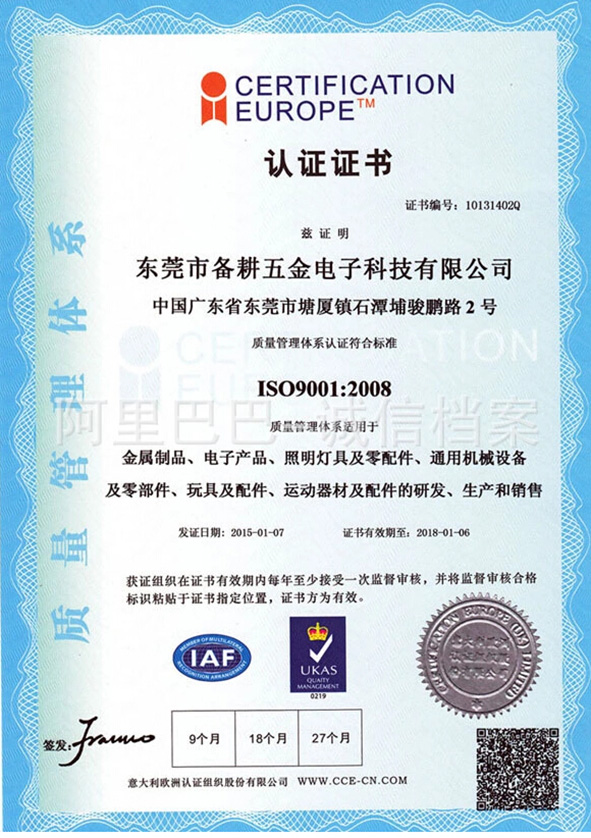 CERTIFICATION
EUROPE™
认证证书
证书编号：10131402Q
兹证明
东莞市备耕五金电子科技有限公司
中国广东省东莞市塘厦镇石潭埔骏鹏路2号
质量管理体系认证符合标准
ISO9001:2008
质量管理体系适用于
金属制品、电子产品、照明灯具及零配件、通用机械设备
及零部件、玩具及配件、运动器材及配件的研发、生产和销售
发证日期：2015-01-07 证书有效期至：2018-01-06
获证组织在证书有效期内每年至少接受一次监督审核，并将监督审核合格
标识粘贴于证书指定位置，证书方为有效。
质量管理体系
阿里巴巴 诚信档案
CERTIFICATION
EUROPE
MEMBER OF MULTILATERAL
IAF
RECOGNITION ARRANGEMENT
UKAS
QUAITY
MANAGEMENT
0219
签发：
9个月 18个月 27个月
意大利欧洲认证组织股份有限公司 WWW.CCE-CN.COM